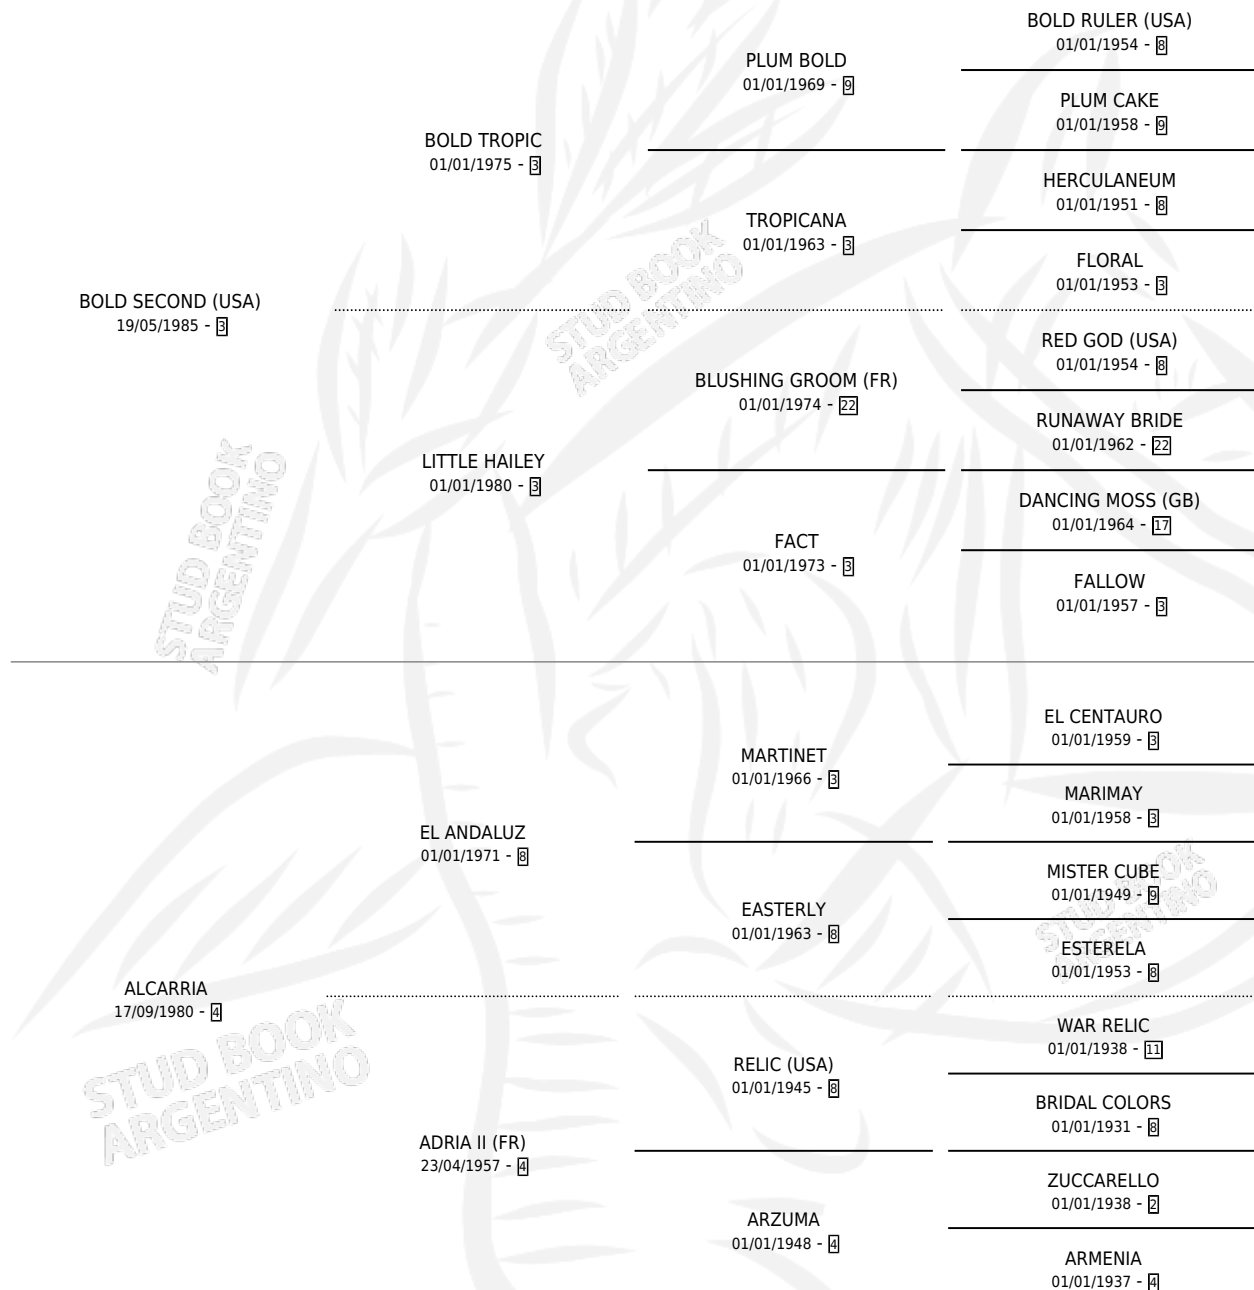 BOLD RULER (USA)
01/01/1954 - 8
PLUM BOLD
01/01/1969 - 9
PLUM CAKE
01/01/1958 - 9
BOLD TROPIC
01/01/1975 - 3
HERCULANEUM
01/01/1951 - 8
TROPICANA
01/01/1963 - 3
FLORAL
01/01/1953 - 3
BOLD SECOND (USA)
19/05/1985 - 3
RED GOD (USA)
01/01/1954 - 8
BLUSHING GROOM (FR)
01/01/1974 - 22
RUNAWAY BRIDE
01/01/1962 - 22
LITTLE HAILEY
01/01/1980 - 3
DANCING MOSS (GB)
01/01/1964 - 17
FACT
01/01/1973 - 3
FALLOW
01/01/1957 - 3
EL CENTAURO
01/01/1959 - 3
MARTINET
01/01/1966 - 3
MARIMAY
01/01/1958 - 3
EL ANDALUZ
01/01/1971 - 8
MISTER CUBE
01/01/1949 - 9
EASTERLY
01/01/1963 - 8
ESTERELA
01/01/1953 - 8
ALCARRIA
17/09/1980 - 4
WAR RELIC
01/01/1938 - 11
RELIC (USA)
01/01/1945 - 8
BRIDAL COLORS
01/01/1931 - 8
ADRIA II (FR)
23/04/1957 - 4
ZUCCARELLO
01/01/1938 - 2
ARZUMA
01/01/1948 - 4
ARMENIA
01/01/1937 - 4
STUD BOOK
ARGENTINO
STUD BOOK
ARGENTINO
STUD BOOK
ARGENTINO
STUD BOOK
ARGENTINO